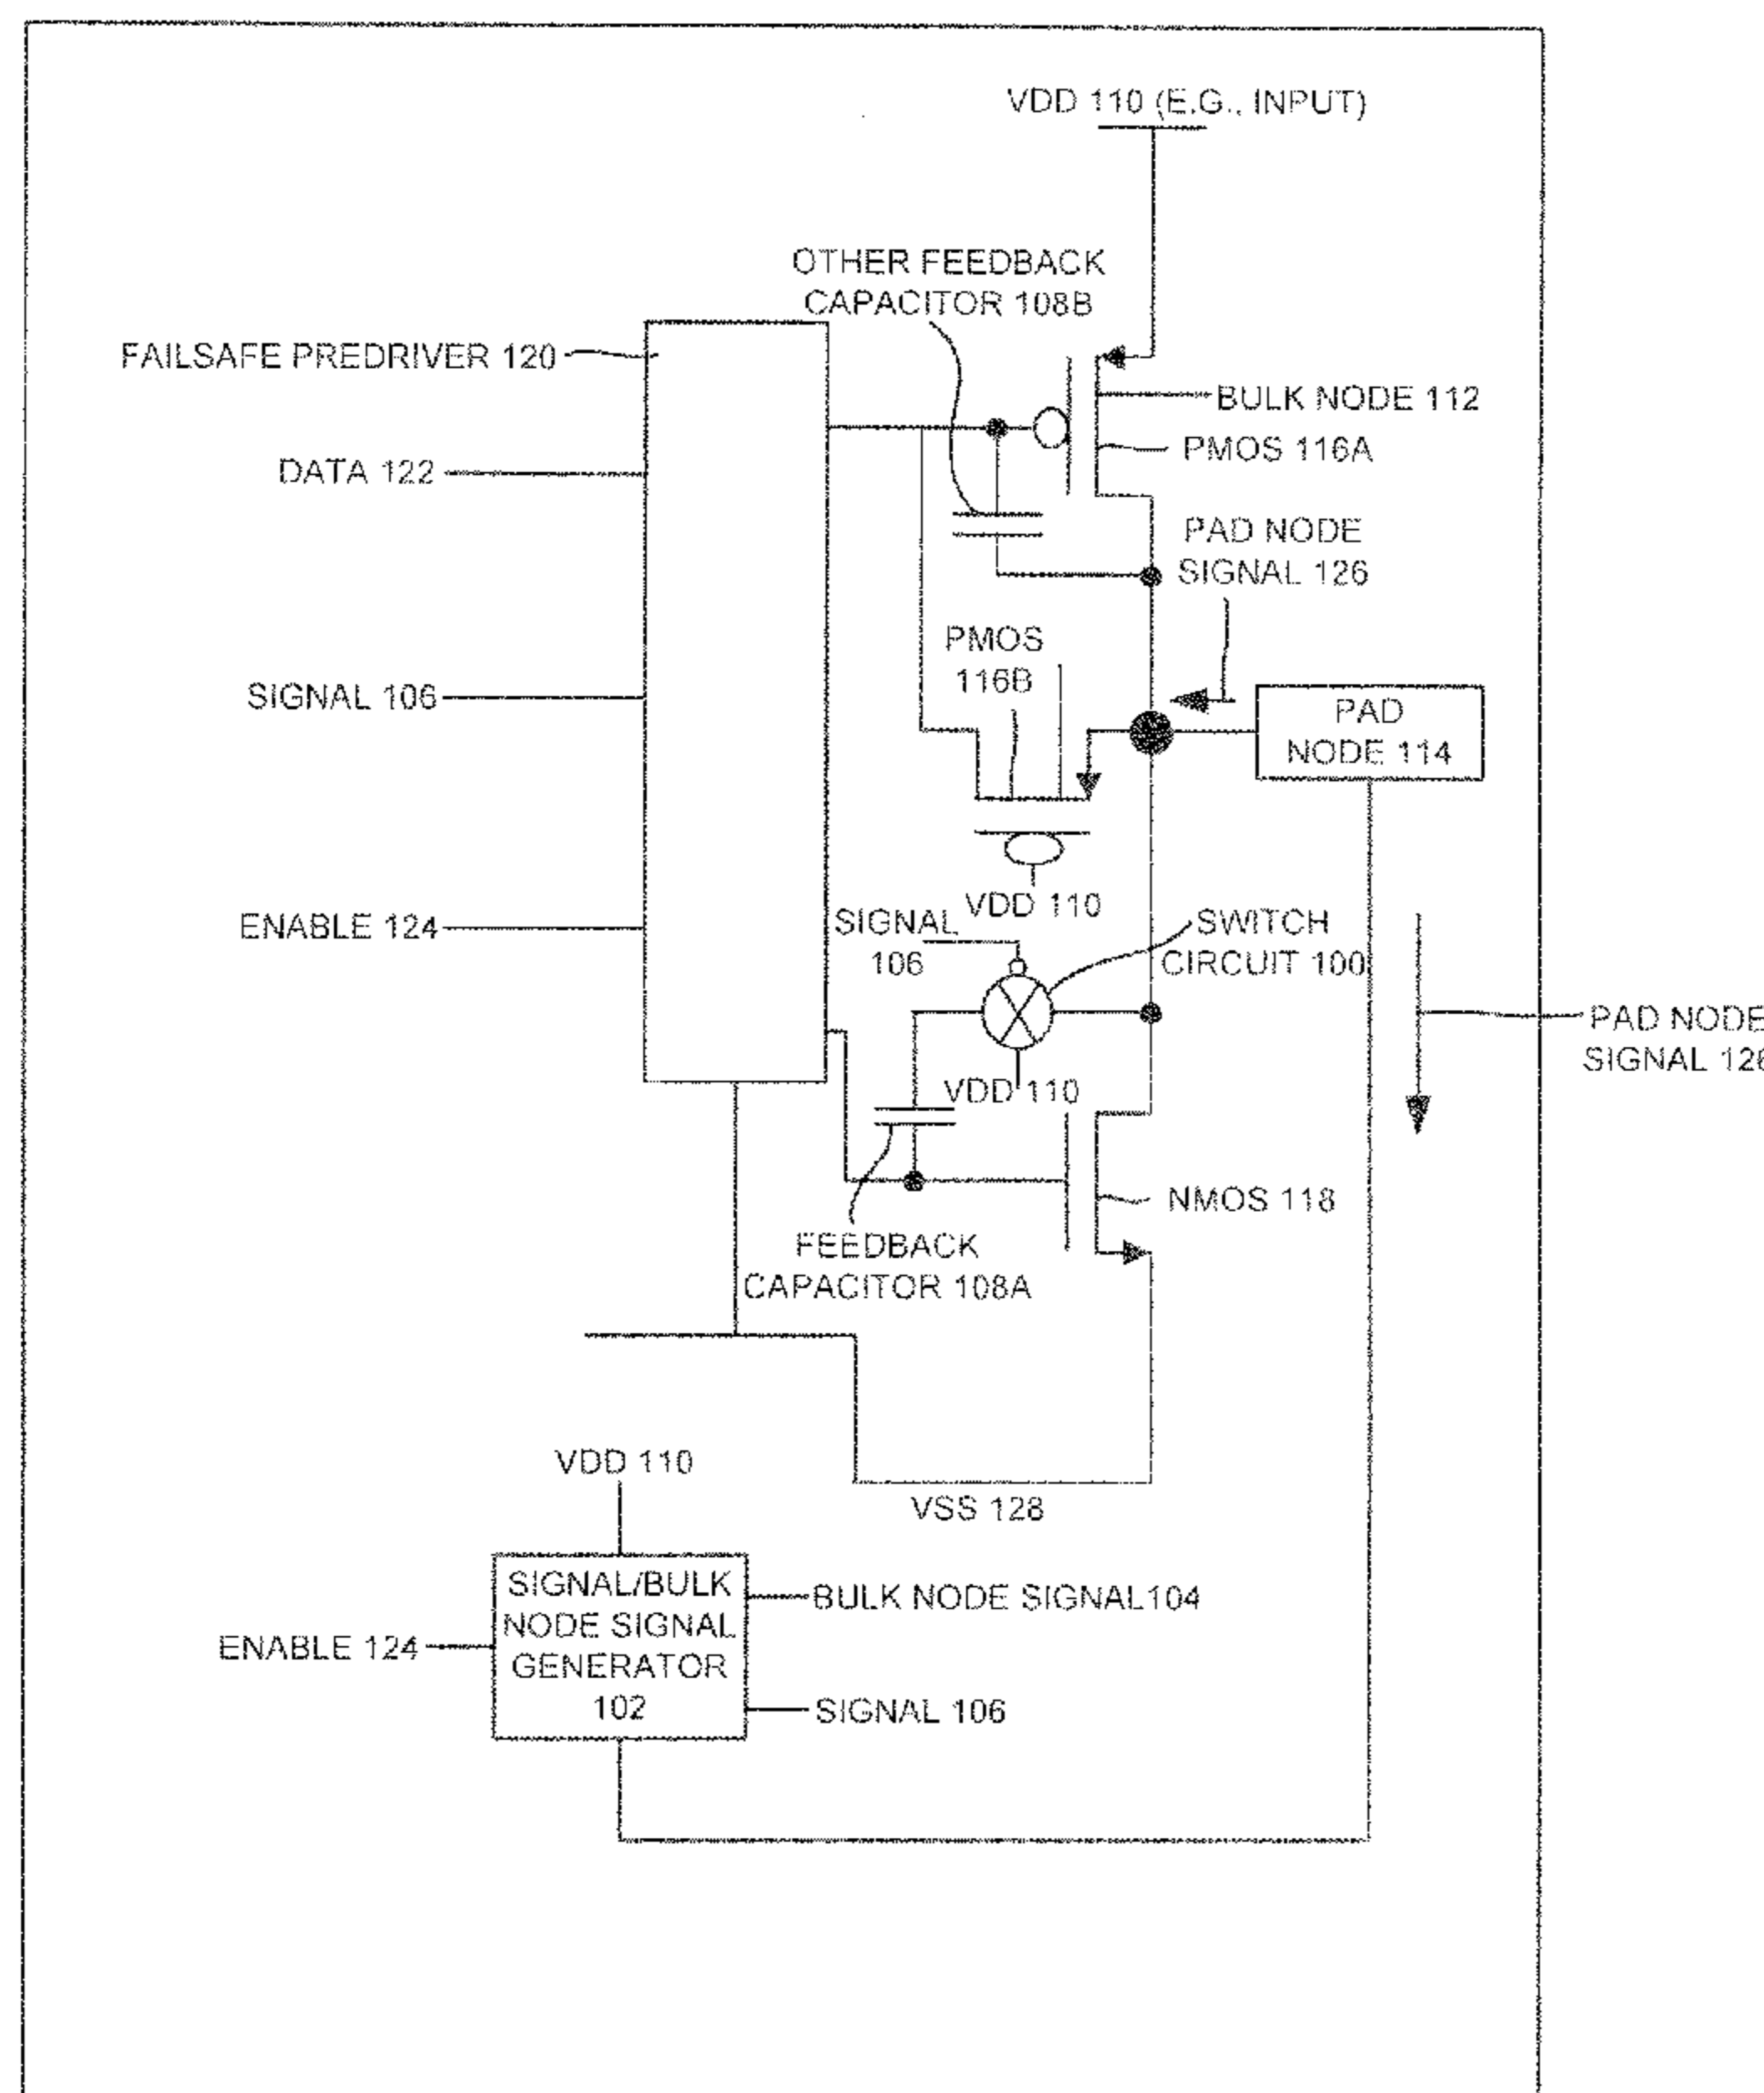 VDD 110 (E.G., INPUT)
OTHER FEEDBACK
CAPACITOR 108B
FAILSAFE PREDRIVER 120
BULK NODE 112
PMOS 116A
DATA 122
PAD NODE
SIGNAL 126
PMOS
116B
SIGNAL 106
PAD
NODE 114
VDD 110
ENABLE 124
SIGNAL
106
SWITCH
CIRCUIT 100
PAD NODE
SIGNAL 126
VDD 110
NMOS 118
FEEDBACK
CAPACITOR 108A
VDD 110
VSS 128
SIGNAL/BULK
NODE SIGNAL
GENERATOR
102
BULK NODE SIGNAL104
ENABLE 124
SIGNAL 106